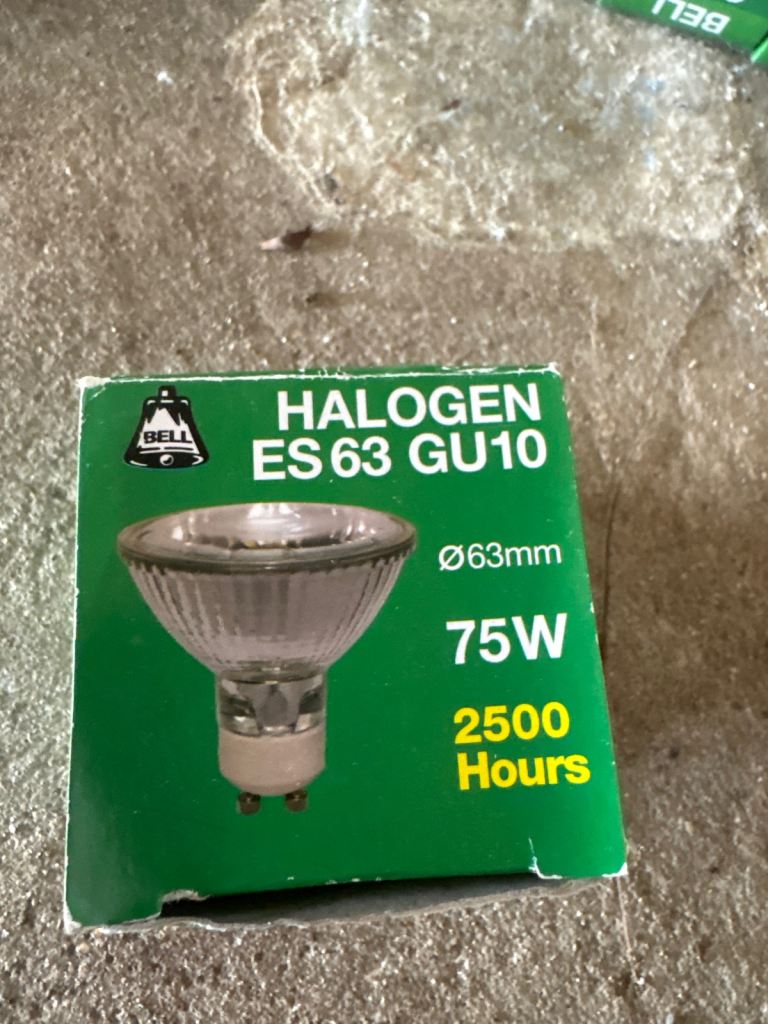 BELL
BELL
HALOGEN
ES 63 GU10
Ø63mm
75W
2500
Hours